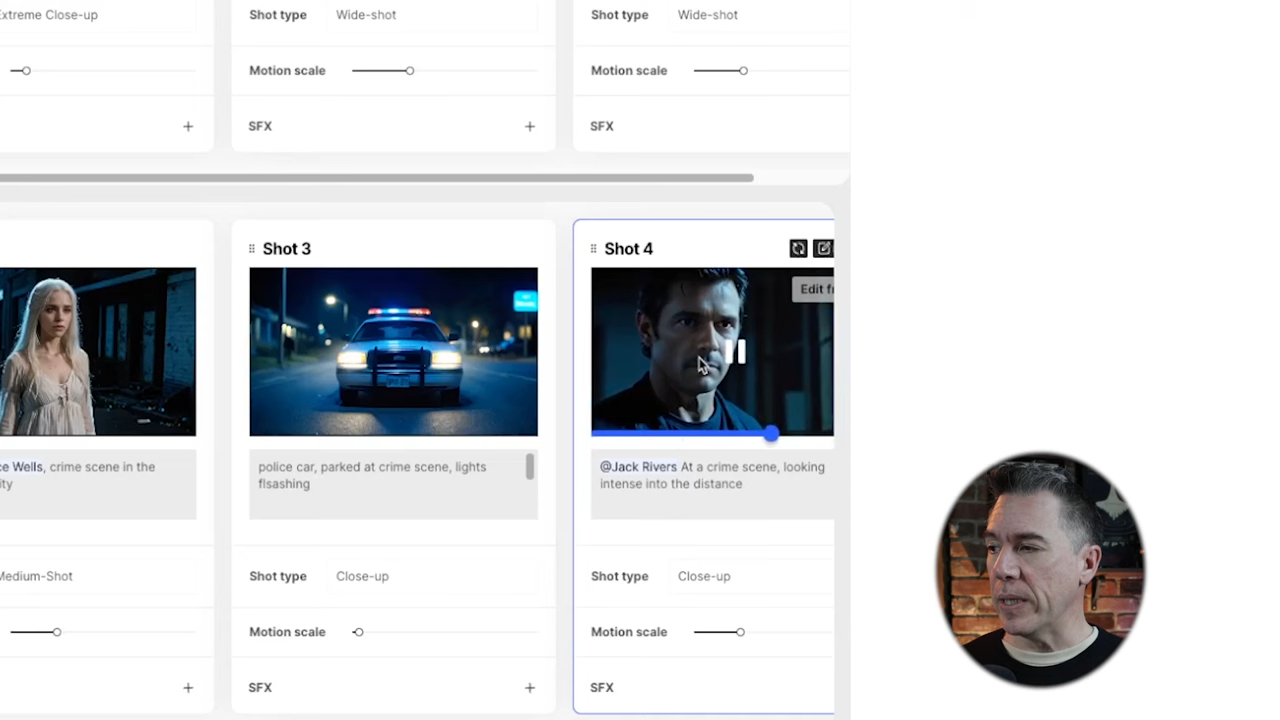 Extreme Close-up
Shot type Wide-shot
Shot type Wide-shot
Motion scale
Motion scale
SFX
SFX
Shot 3
Shot 4
Edit fr
ce Wells, crime scene in the
ity
police car, parked at crime scene, lights
flsashing
@Jack Rivers At a crime scene, looking
intense into the distance
Medium-Shot
Shot type Close-up
Shot type Close-up
Motion scale
Motion scale
SFX
SFX